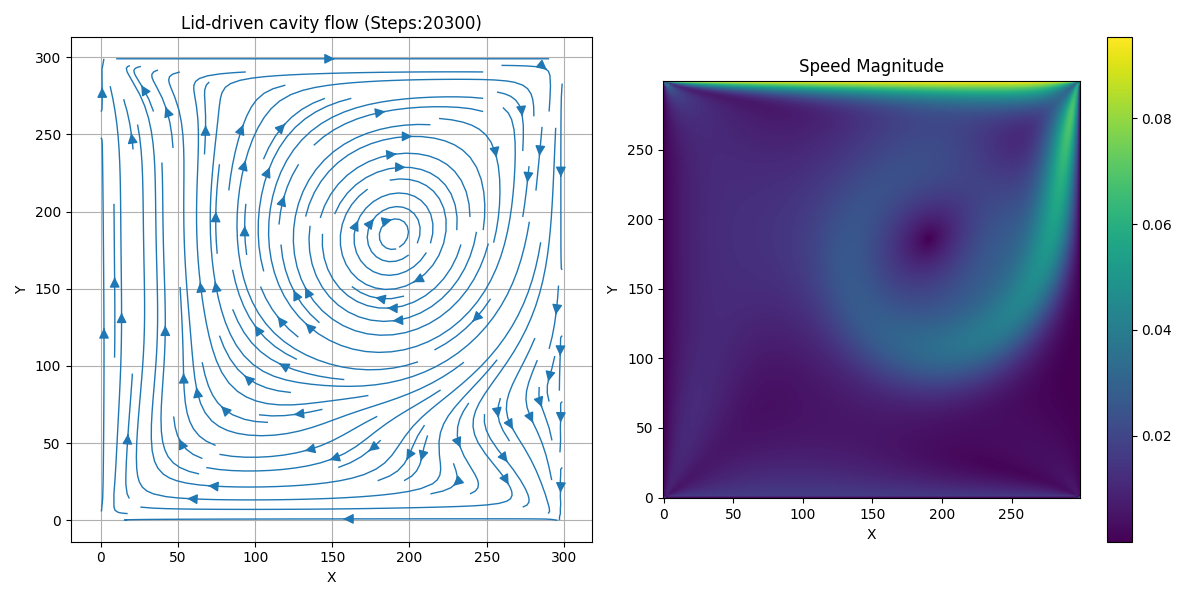 Lid-driven cavity flow (Steps:20300)
300
250
200
150
100
50
0
Y
0 50 100 150 200 250 300
X
Speed Magnitude
250
200
150
100
50
0
Y
0 50 100 150 200 250
X
0.08
0.06
0.04
0.02